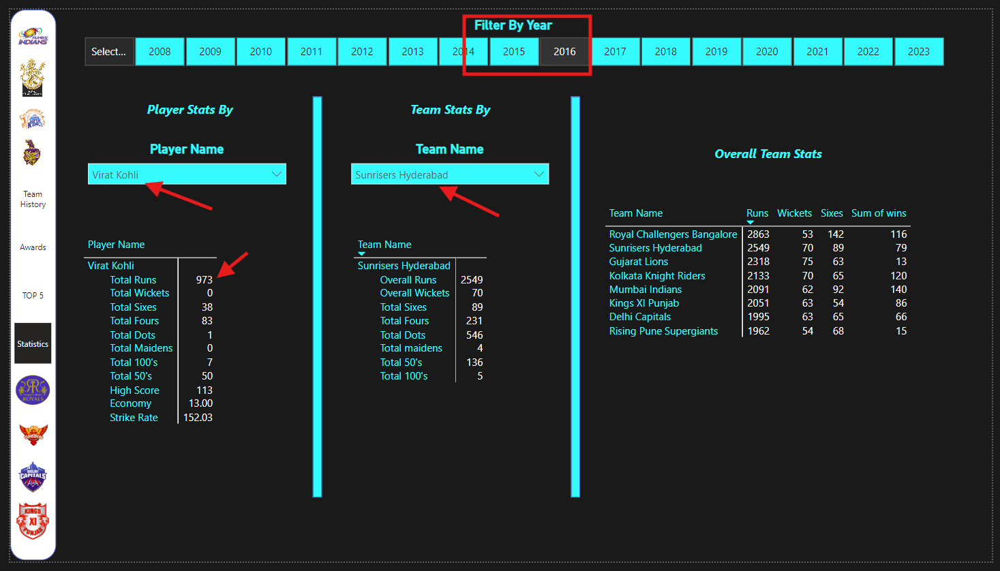 Filter By Year
Select... 2008 2009 2010 2011 2012 2013 2014 2015 2016 2017 2018 2019 2020 2021 2022 2023
MUMBAI
INDIANS
SUPER
KINGS
Team
History
Awards
TOP 5
Statistics
RR
ROYALS
DELHI
CAPITALS
KINGS
XI
PUNJAB
Player Stats By
Player Name
Virat Kohli
Player Name
Virat Kohli
Total Runs 973
Total Wickets 0
Total Sixes 38
Total Fours 83
Total Dots 1
Total Maidens 0
Total 100's 7
Total 50's 50
High Score 113
Economy 13.00
Strike Rate 152.03
Team Stats By
Team Name
Sunrisers Hyderabad
Team Name
Sunrisers Hyderabad
Overall Runs 2549
Overall Wickets 70
Total Sixes 89
Total Fours 231
Total Dots 546
Total maidens 4
Total 50's 136
Total 100's 5
Overall Team Stats
Team Name Runs Wickets Sixes Sum of wins
Royal Challengers Bangalore 2863 53 142 116
Sunrisers Hyderabad 2549 70 89 79
Gujarat Lions 2318 75 63 13
Kolkata Knight Riders 2133 70 65 120
Mumbai Indians 2091 62 92 140
Kings XI Punjab 2051 63 54 86
Delhi Capitals 1995 63 65 66
Rising Pune Supergiants 1962 54 68 15